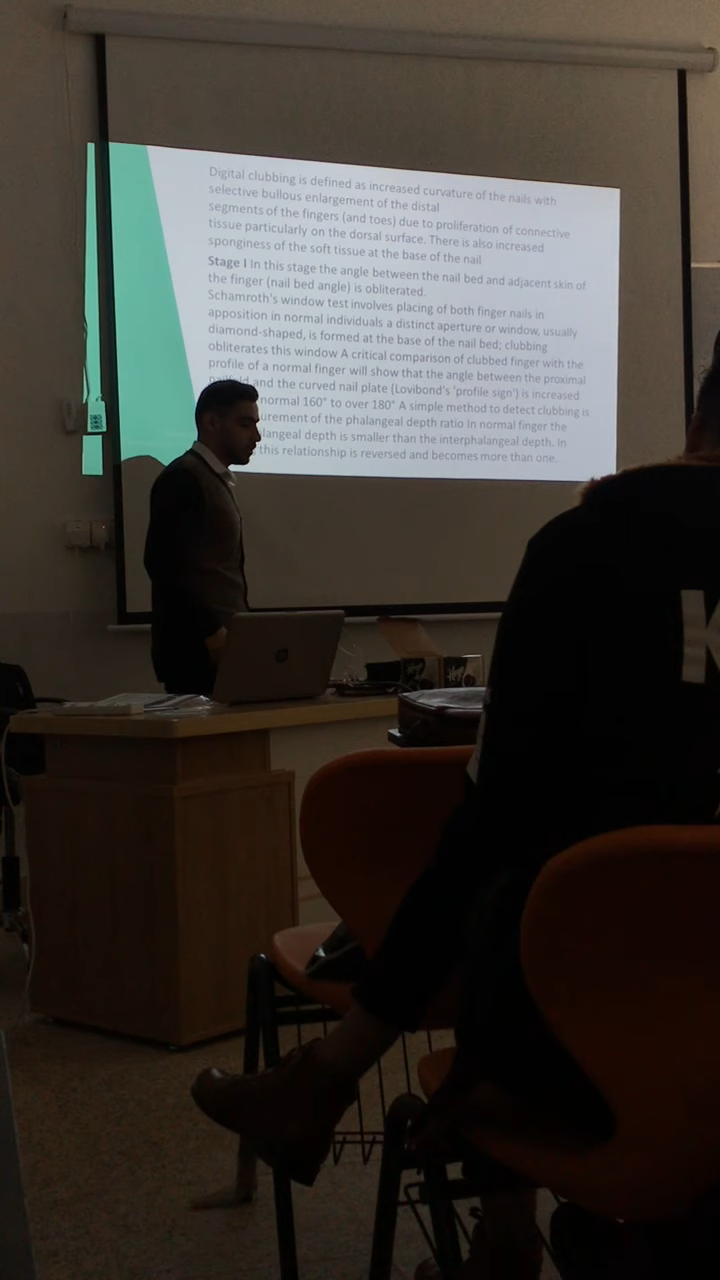 Digital clubbing is defined as increased curvature of the nails with
selective bullous enlargement of the distal
segments of the fingers (and toes) due to proliferation of connective
tissue particularly on the dorsal surface. There is also increased
sponginess of the soft tissue at the base of the nail
Stage I In this stage the angle between the nail bed and adjacent skin of
the finger (nail bed angle) is obliterated.
Schamroth's window test involves placing of both finger nails in
apposition in normal individuals a distinct aperture or window, usually
diamond-shaped, is formed at the base of the nail bed; clubbing
obliterates this window A critical comparison of clubbed finger with the
profile of a normal finger will show that the angle between the proximal
and the curved nail plate (Lovibond's 'profile sign') is increased
normal 160° to over 180° A simple method to detect clubbing is
urement of the phalangeal depth ratio In normal finger the
langeal depth is smaller than the interphalangeal depth. In
this relationship is reversed and becomes more than one.
hp
K